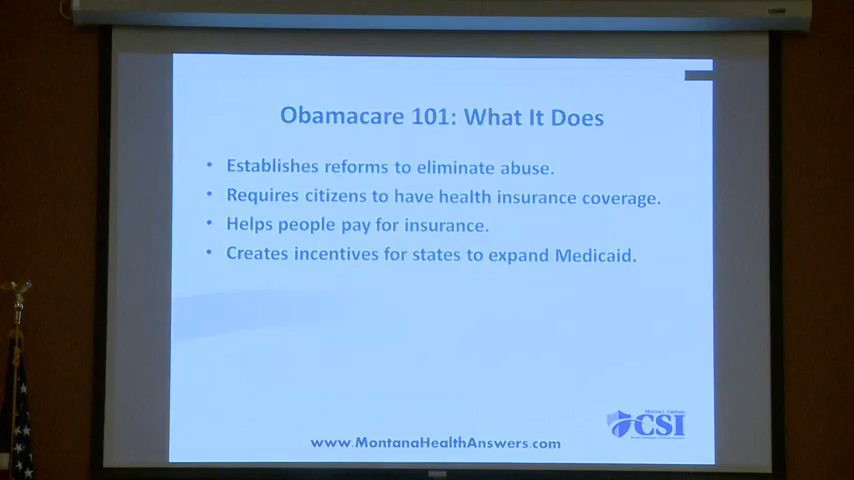 Obamacare 101: What It Does
• Establishes reforms to eliminate abuse.
• Requires citizens to have health insurance coverage.
• Helps people pay for insurance.
• Creates incentives for states to expand Medicaid.
CSI
www.MontanaHealthAnswers.com